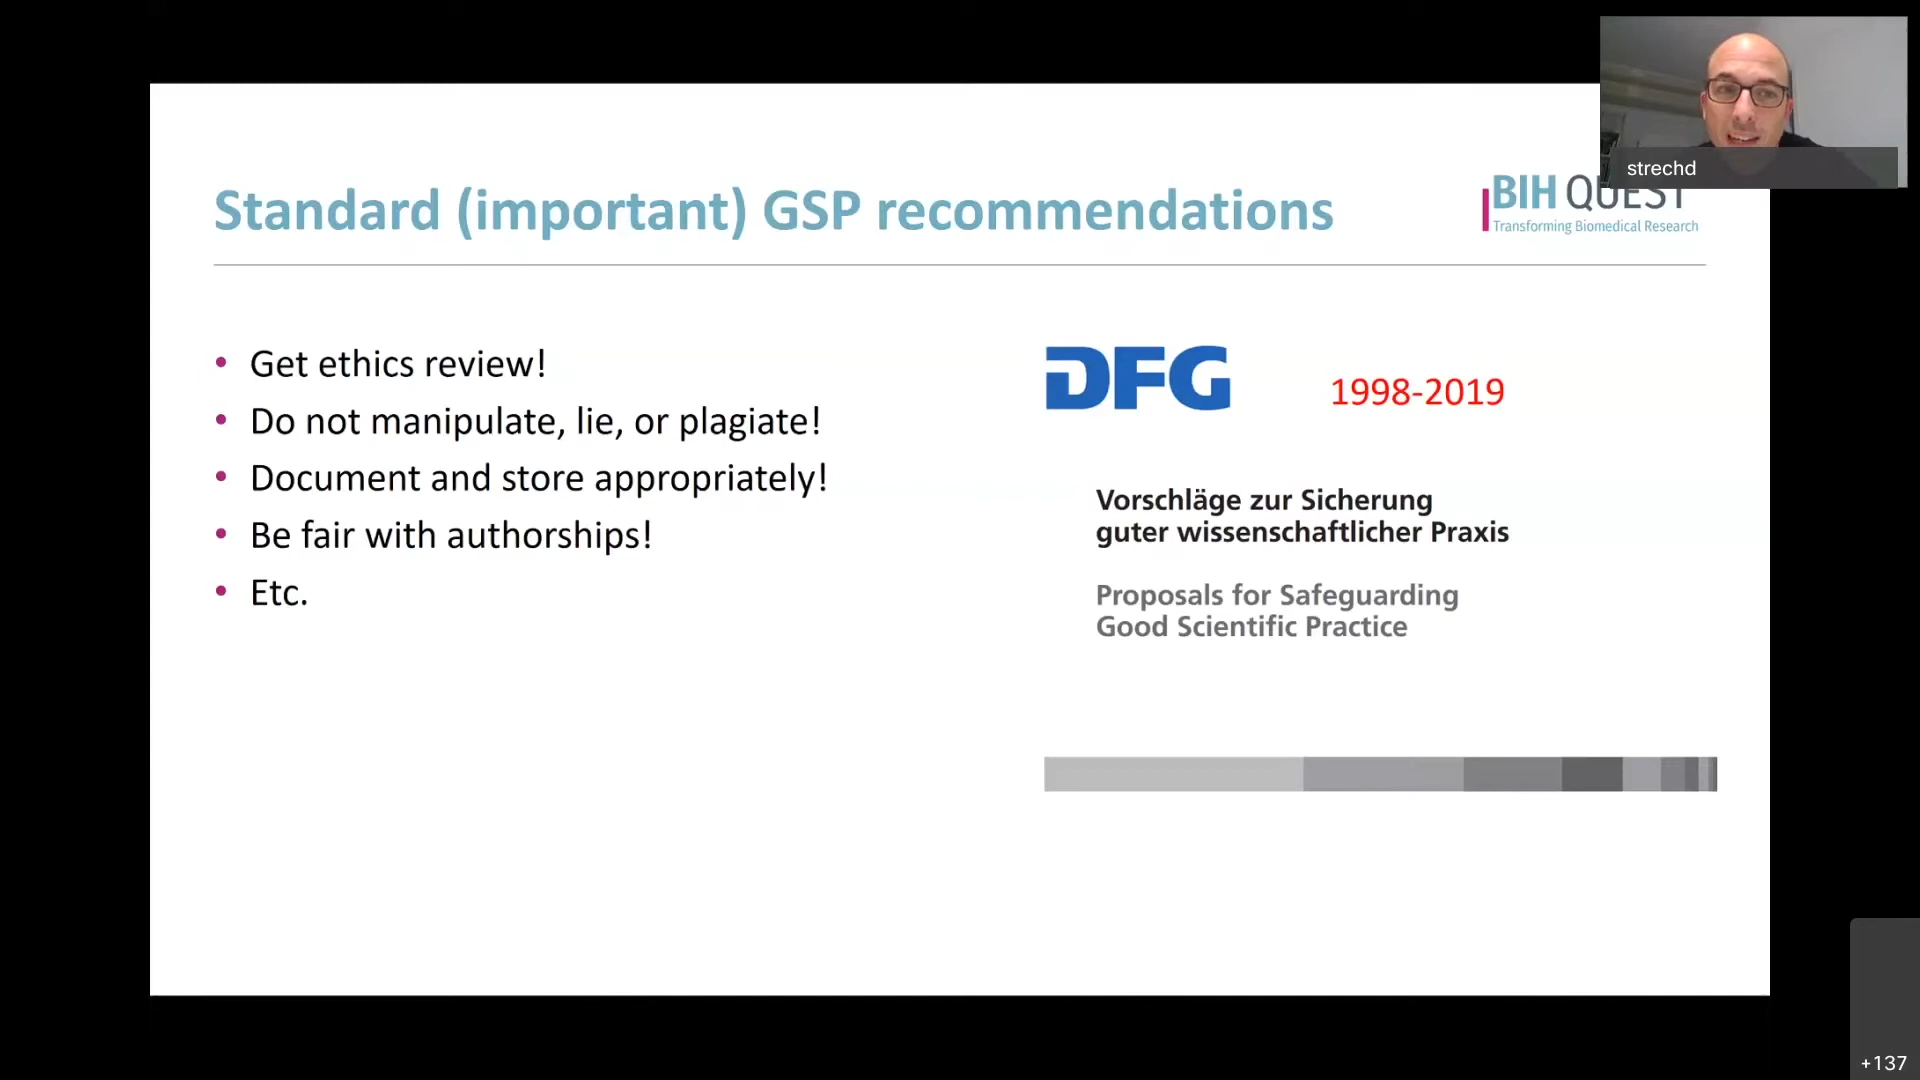 strechd
Standard (important) GSP recommendations
BIH QUEST
Transforming Biomedical Research
• Get ethics review!
• Do not manipulate, lie, or plagiate!
• Document and store appropriately!
• Be fair with authorships!
• Etc.
DFG
1998-2019
Vorschläge zur Sicherung
guter wissenschaftlicher Praxis
Proposals for Safeguarding
Good Scientific Practice
+137